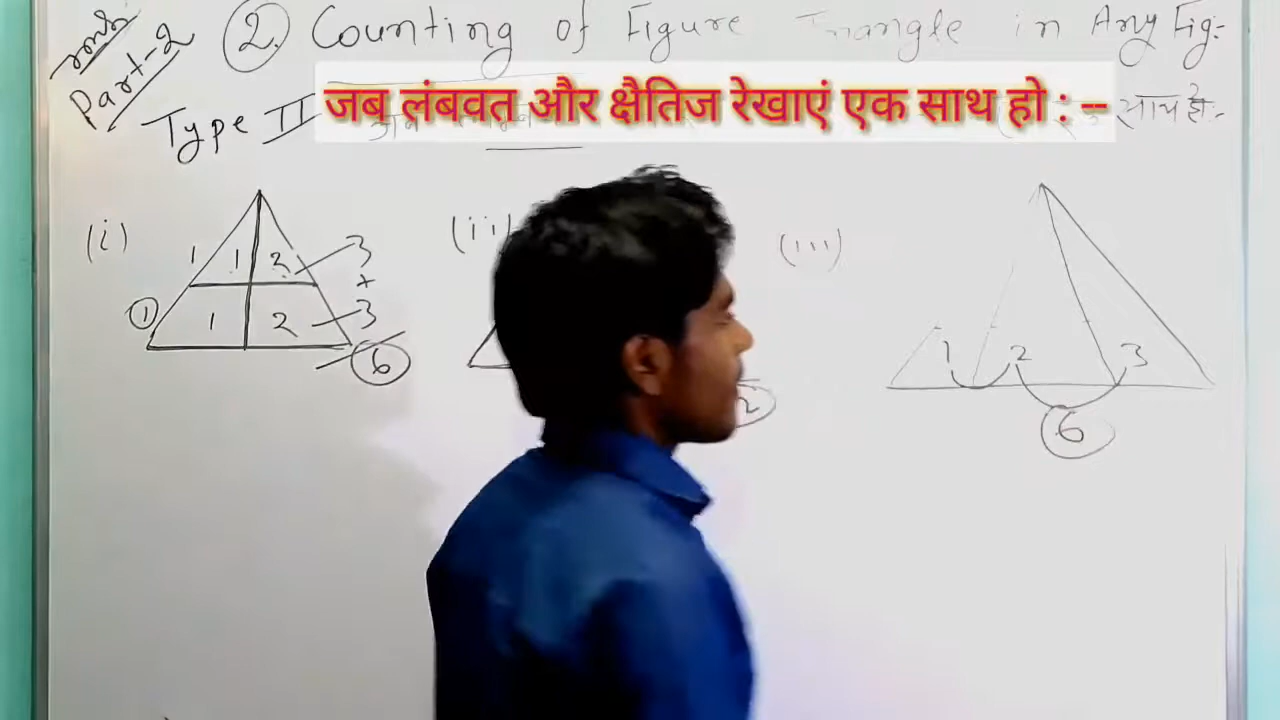 Part-2
② Counting of Figure Triangle in Any Fig:-
Type II
जब लंबवत और क्षैतिज रेखाएं एक साथ हो : --
साथ हो:-
(i)
1 1 2 3
+
① 1 2 3
⑥
(ii)
(iii)
1 2 3
⑥